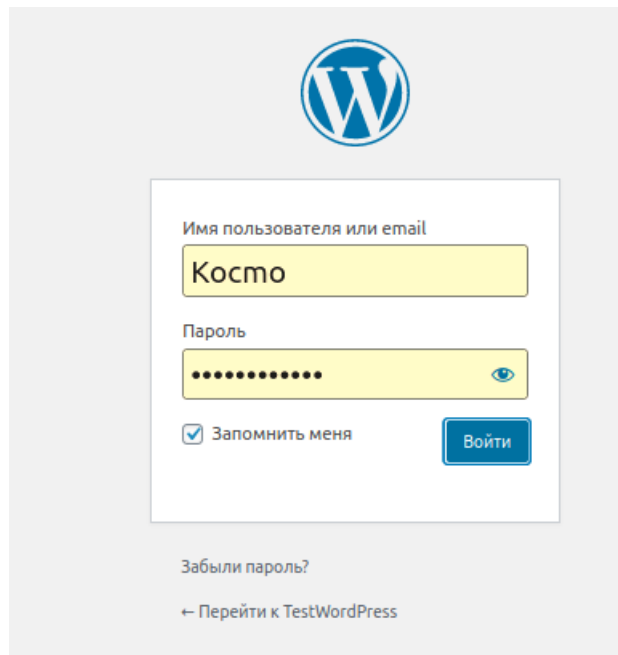 Имя пользователя или email
Космо
Пароль
••••••••••••
Запомнить меня
Войти
Забыли пароль?
← Перейти к TestWordPress